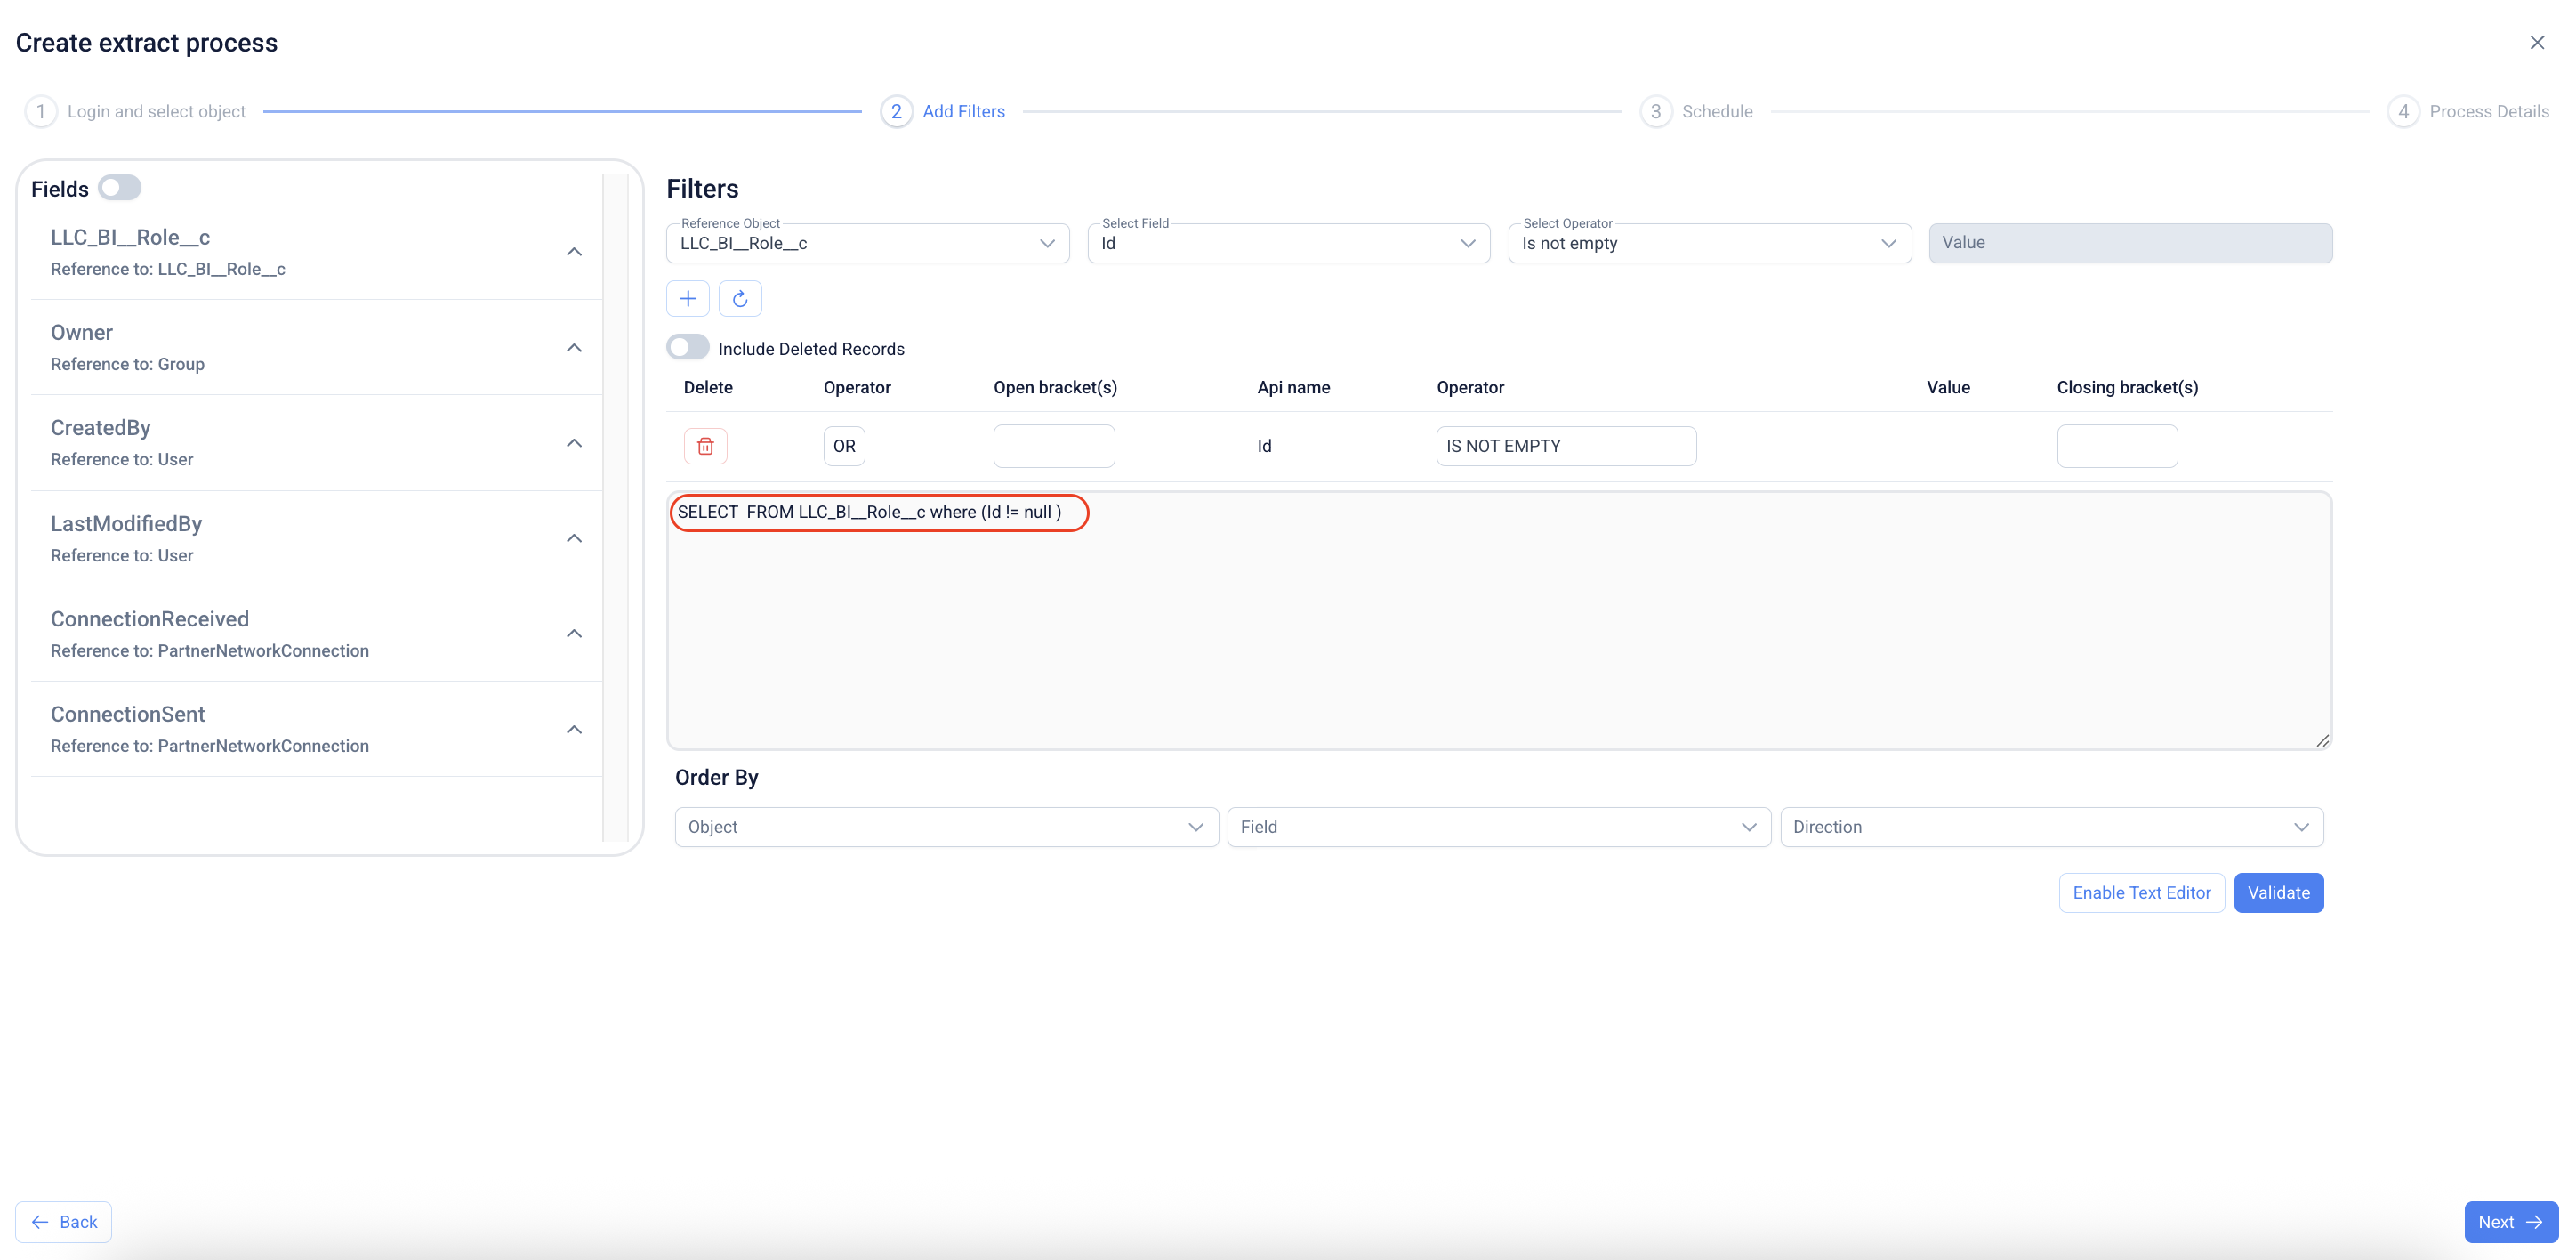 Create extract process
1 Login and select object 2 Add Filters 3 Schedule 4 Process Details
Fields
LLC_BI__Role__c
Reference to: LLC_BI__Role__c
Owner
Reference to: Group
CreatedBy
Reference to: User
LastModifiedBy
Reference to: User
ConnectionReceived
Reference to: PartnerNetworkConnection
ConnectionSent
Reference to: PartnerNetworkConnection
Filters
Reference Object Select Field Select Operator
LLC_BI__Role__c Id Is not empty Value
Include Deleted Records
Delete Operator Open bracket(s) Api name Operator Value Closing bracket(s)
OR Id IS NOT EMPTY
SELECT  FROM LLC_BI__Role__c where (Id != null )
Order By
Object Field Direction
Enable Text Editor Validate
Back Next